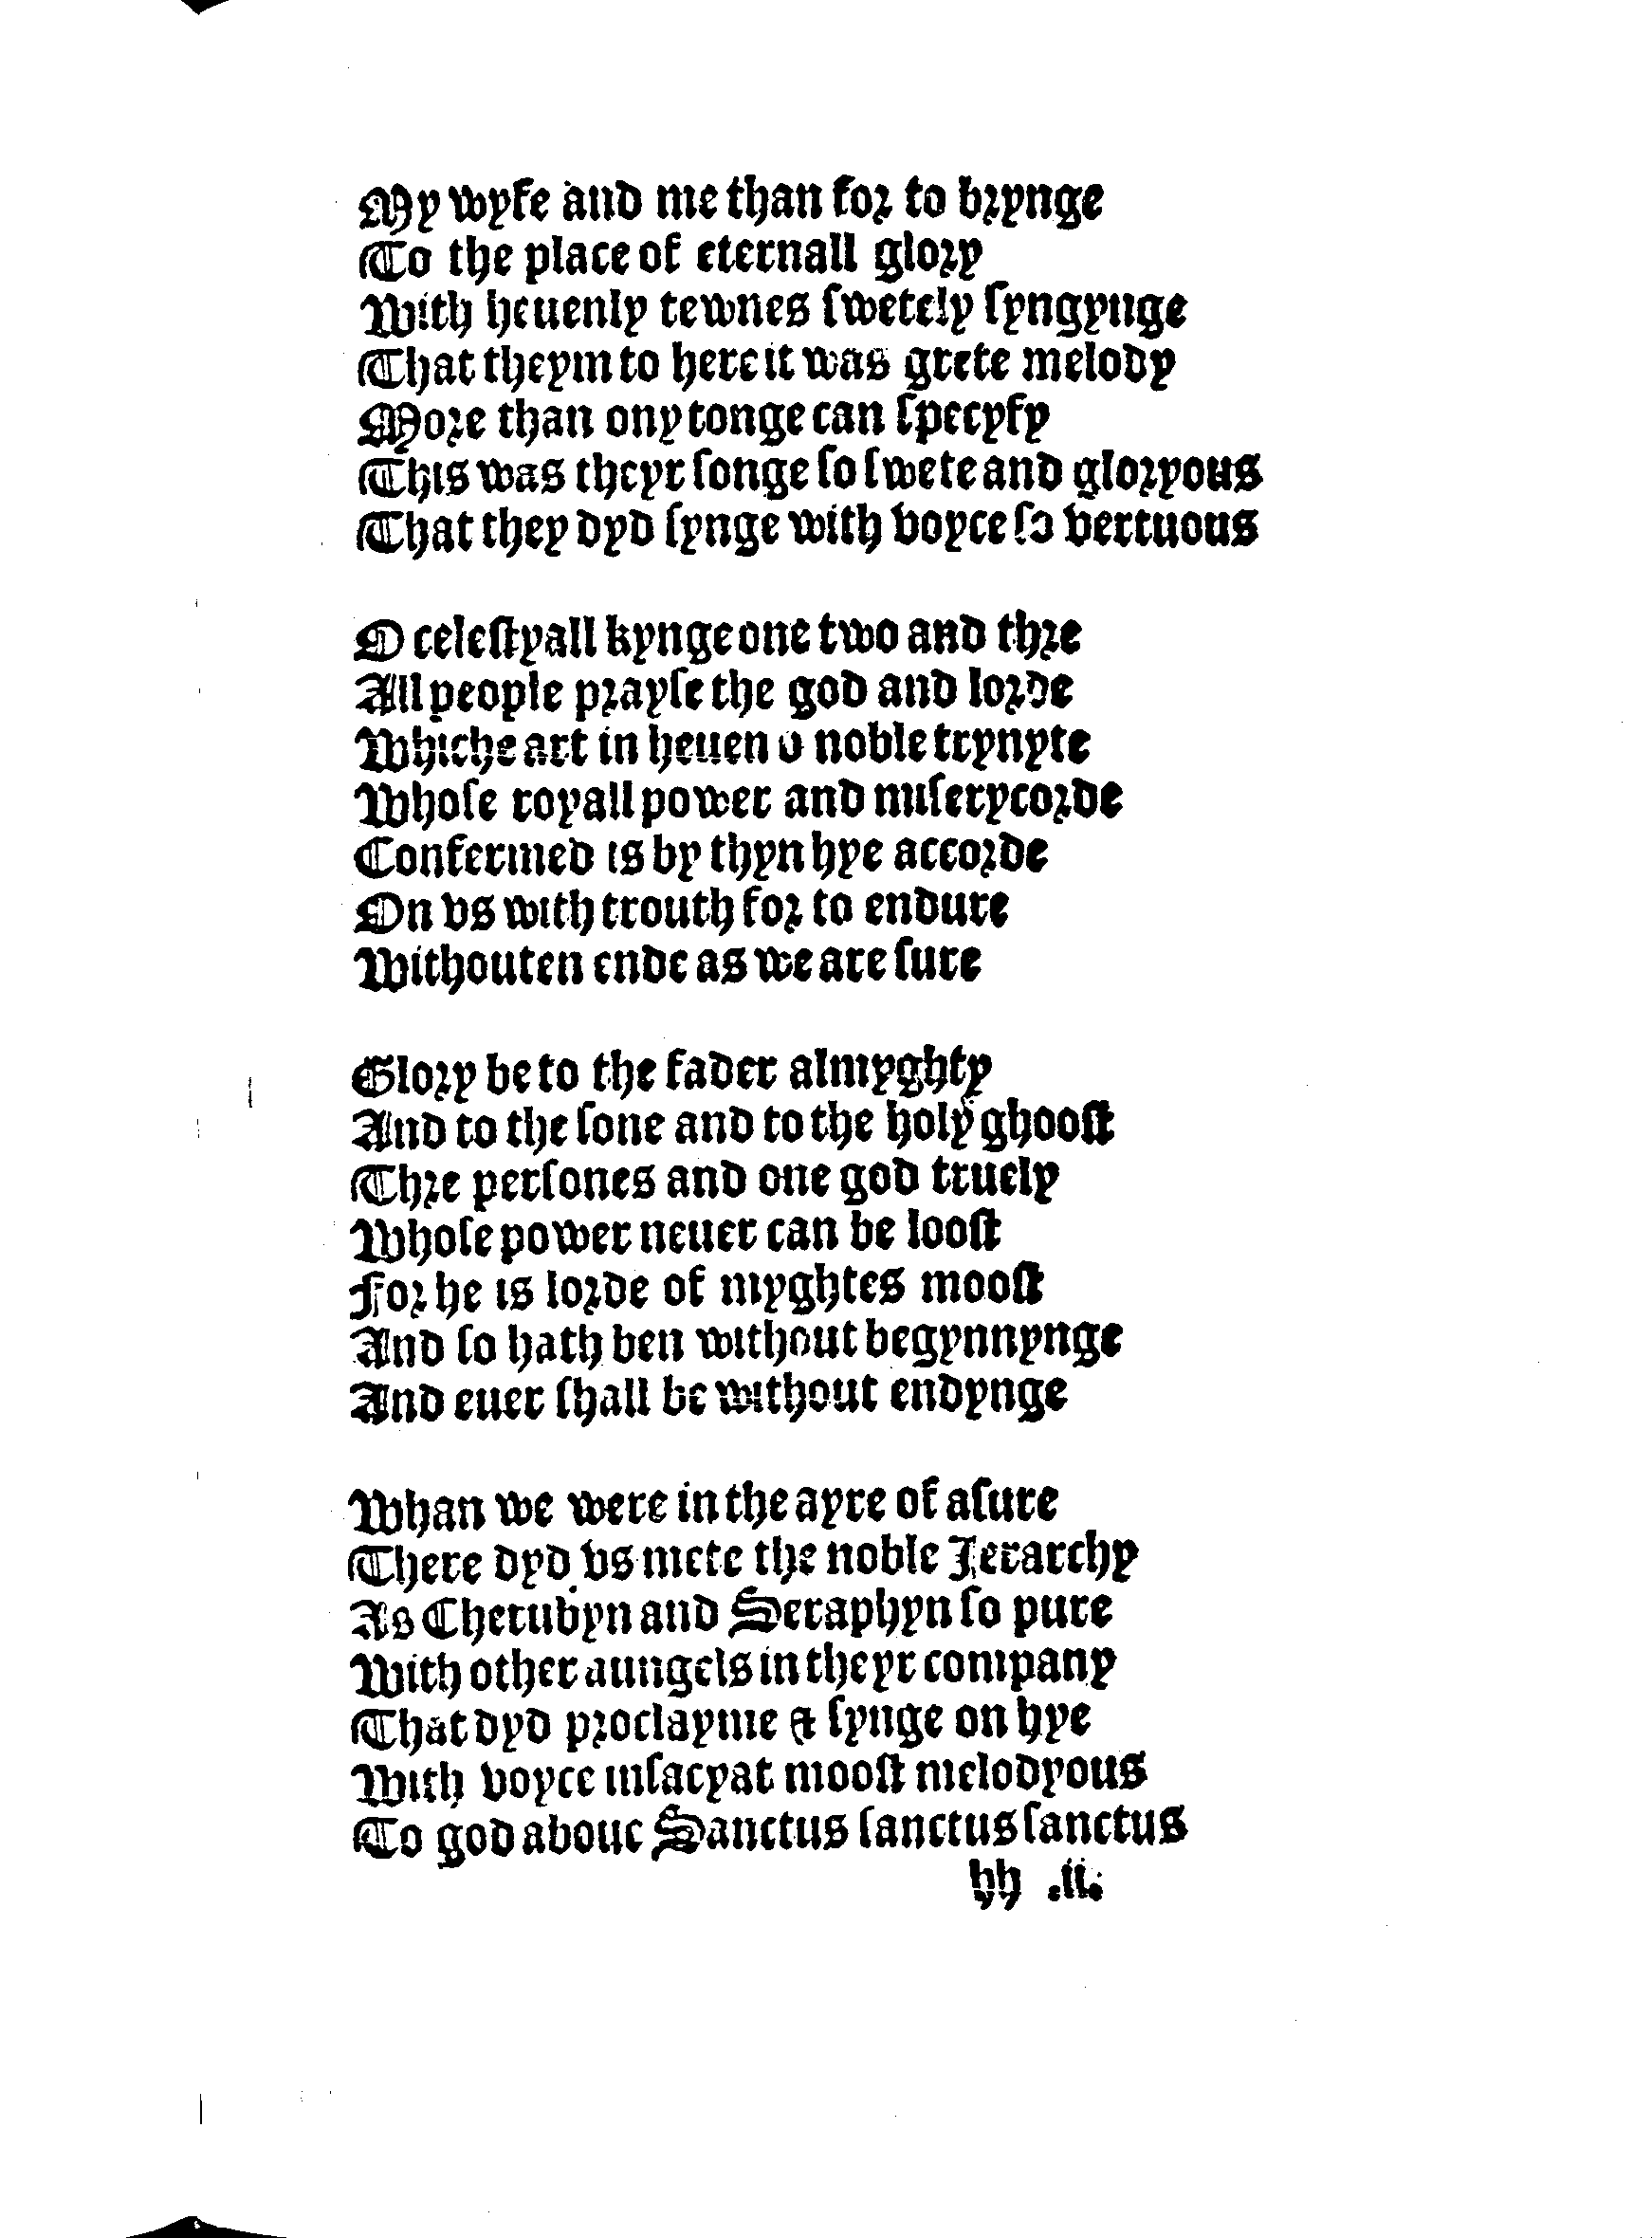 My wyfe and me than for to brynge
To the place of eternall glory
With heuenly tewnes ſwetely ſyngynge
That theym to here it was grete melody
More than ony tonge can ſpecyfy
This was theyr ſonge ſo ſwete and gloryous
That they dyd ſynge with voyce ſo vertuous

O celeſtyall kynge one two and thre
All people prayſe the god and lorde
Whiche art in heuen o noble trynyte
Whoſe royall power and miſerycorde
Confermed is by thyn hye accorde
On vs with trouth for to endure
Withouten ende as we are ſure

Glory be to the fader almyghty
And to the ſone and to the holy ghooſt
Thre perſones and one god truely
Whoſe power neuer can be looſt
For he is lorde of myghtes mooſt
And ſo hath ben without begynnynge
And euer ſhall be without endynge

Whan we were in the ayre of aſure
There dyd vs mete the noble Jerarchy
As Cherubyn and Seraphyn ſo pure
With other aungels in theyr company
That dyd proclayme & ſynge on hye
With voyce inſacyat mooſt melodyous
To god aboue Sanctus ſanctus ſanctus
hh .ii.